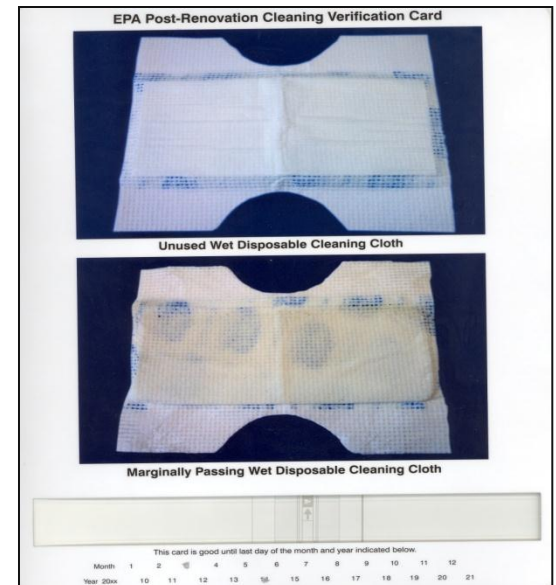 EPA Post-Renovation Cleaning Verification Card
Unused Wet Disposable Cleaning Cloth
Marginally Passing Wet Disposable Cleaning Cloth
This card is good until last day of the month and year indicated below.
Month 1 2 4 5 6 7 8 9 10 11 12
Year 20xx 10 11 12 13 15 16 17 18 19 20 21